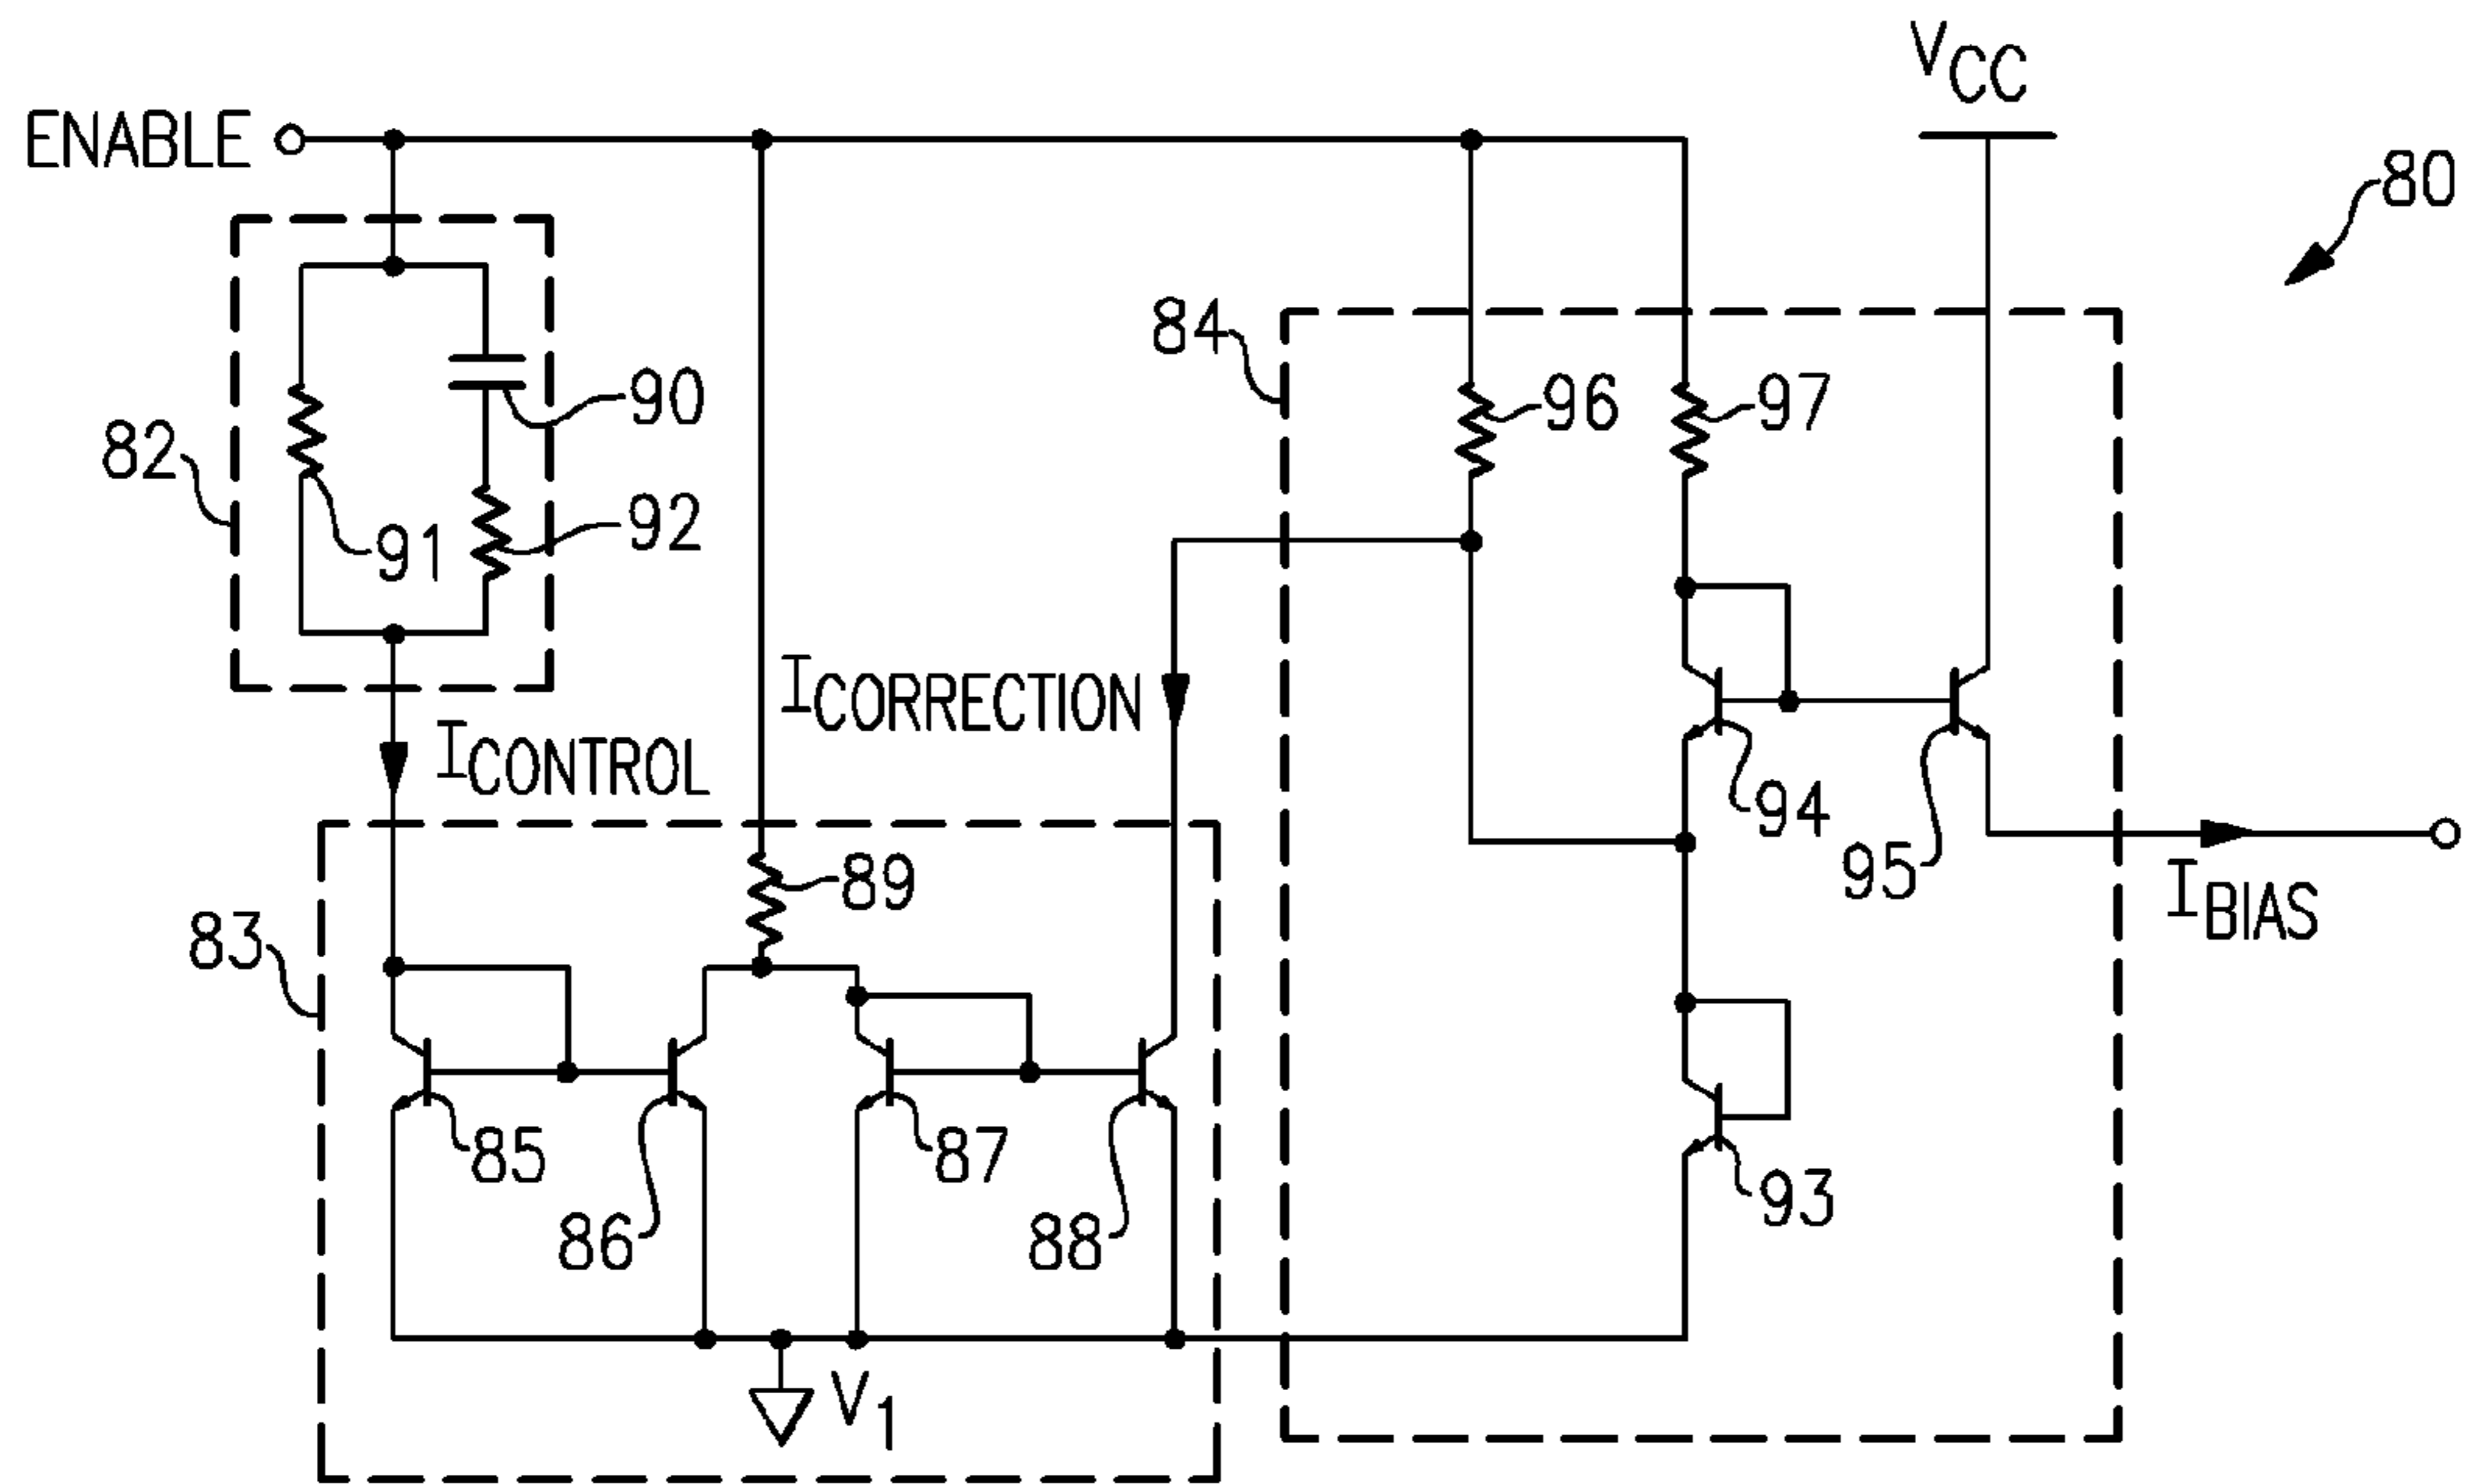 VCC
ENABLE
80
84
90
96
97
82
92
91
ICORRECTION
ICONTROL
94
89
95
IBIAS
83
85
87
93
86
88
V1